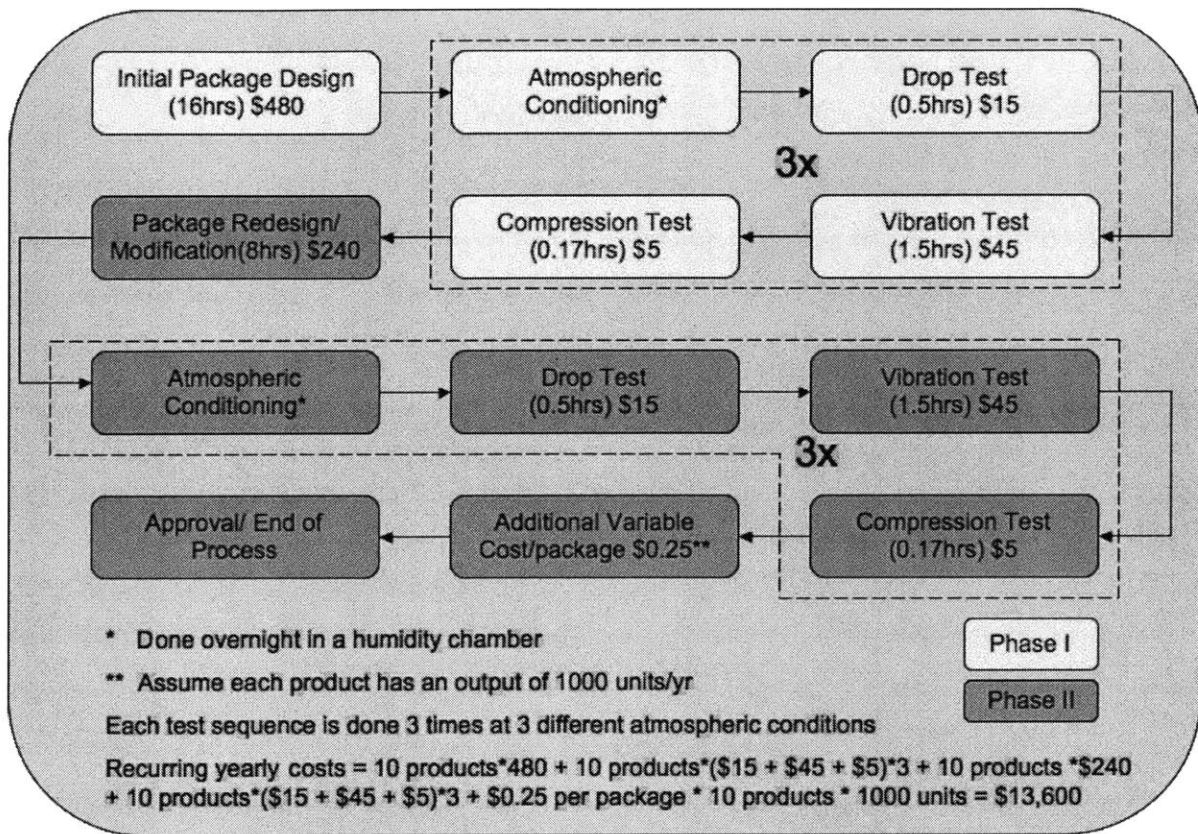 Initial Package Design
(16hrs) $480
Atmospheric
Conditioning*
Drop Test
(0.5hrs) $15
3x
Package Redesign/
Modification(8hrs) $240
Compression Test
(0.17hrs) $5
Vibration Test
(1.5hrs) $45
Atmospheric
Conditioning*
Drop Test
(0.5hrs) $15
Vibration Test
(1.5hrs) $45
3x
Approval/ End of
Process
Additional Variable
Cost/package $0.25**
Compression Test
(0.17hrs) $5
* Done overnight in a humidity chamber
Phase I
** Assume each product has an output of 1000 units/yr
Phase II
Each test sequence is done 3 times at 3 different atmospheric conditions
Recurring yearly costs = 10 products*480 + 10 products*($15 + $45 + $5)*3 + 10 products *$240
+ 10 products*($15 + $45 + $5)*3 + $0.25 per package * 10 products * 1000 units = $13,600